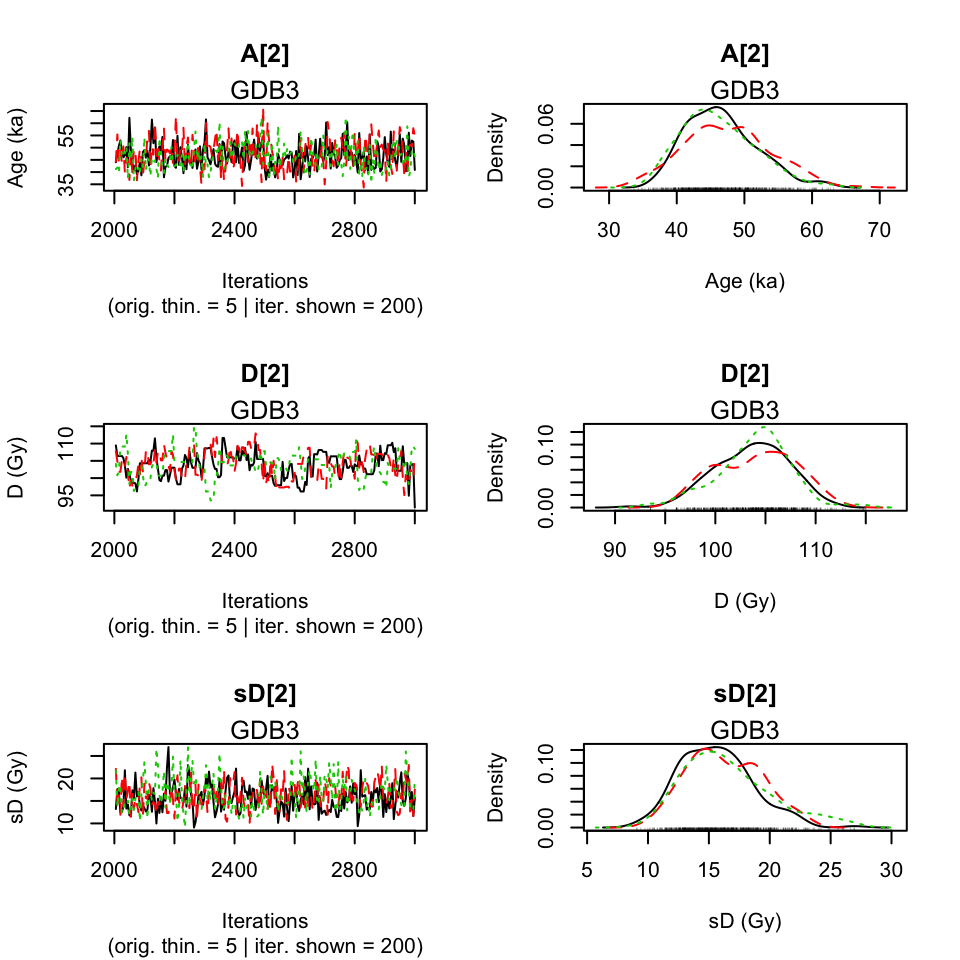 A[2]
GDB3
Age (ka)
55
35
2000 2400 2800
Iterations
(orig. thin. = 5 | iter. shown = 200)
A[2]
GDB3
Density
0.06
0.00
30 40 50 60 70
Age (ka)
D[2]
GDB3
D (Gy)
110
95
2000 2400 2800
Iterations
(orig. thin. = 5 | iter. shown = 200)
D[2]
GDB3
Density
0.10
0.00
90 95 100 110
D (Gy)
sD[2]
GDB3
sD (Gy)
20
10
2000 2400 2800
Iterations
(orig. thin. = 5 | iter. shown = 200)
sD[2]
GDB3
Density
0.10
0.00
5 10 15 20 25 30
sD (Gy)